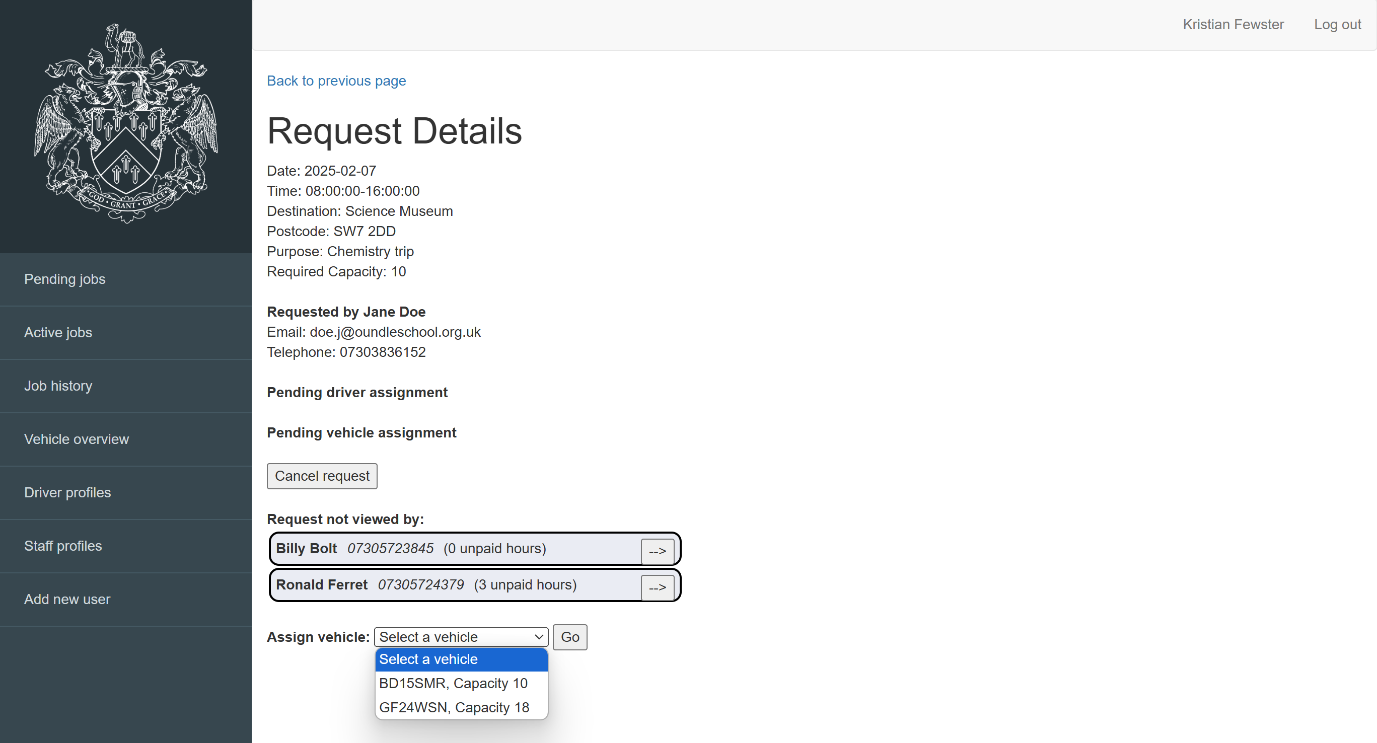 Kristian Fewster Log out
GOD • GRANT • GRACE
Pending jobs
Active jobs
Job history
Vehicle overview
Driver profiles
Staff profiles
Add new user
Back to previous page
Request Details
Date: 2025-02-07
Time: 08:00:00-16:00:00
Destination: Science Museum
Postcode: SW7 2DD
Purpose: Chemistry trip
Required Capacity: 10
Requested by Jane Doe
Email: doe.j@oundleschool.org.uk
Telephone: 07303836152
Pending driver assignment
Pending vehicle assignment
Cancel request
Request not viewed by:
Billy Bolt 07305723845 (0 unpaid hours) -->
Ronald Ferret 07305724379 (3 unpaid hours) -->
Assign vehicle: Select a vehicle Go
Select a vehicle
BD15SMR, Capacity 10
GF24WSN, Capacity 18